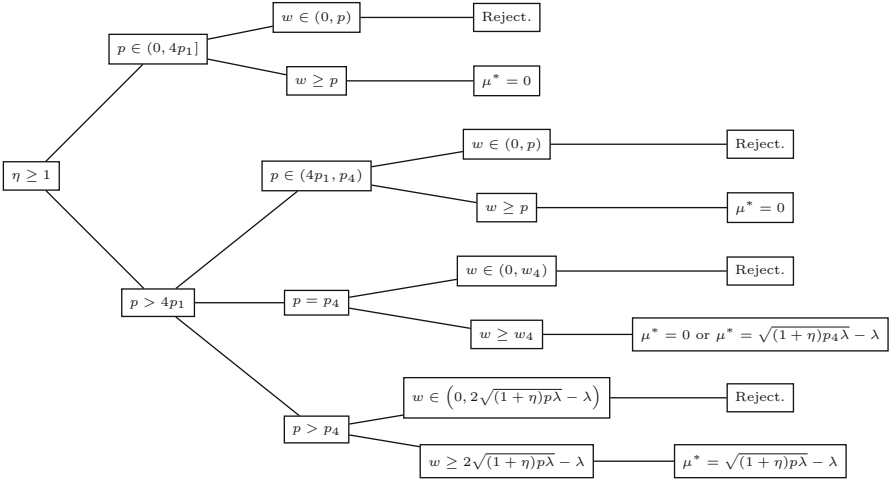 w ∈ (0, p)
Reject.
p ∈ (0, 4p₁]
w ≥ p
μ* = 0
w ∈ (0, p)
Reject.
η ≥ 1
p ∈ (4p₁, p₄)
w ≥ p
μ* = 0
w ∈ (0, w₄)
Reject.
p > 4p₁
p = p₄
w ≥ w₄
μ* = 0 or μ* = √((1 + η)p₄λ) − λ
w ∈ (0, 2√((1 + η)pλ) − λ)
Reject.
p > p₄
w ≥ 2√((1 + η)pλ) − λ
μ* = √((1 + η)pλ) − λ